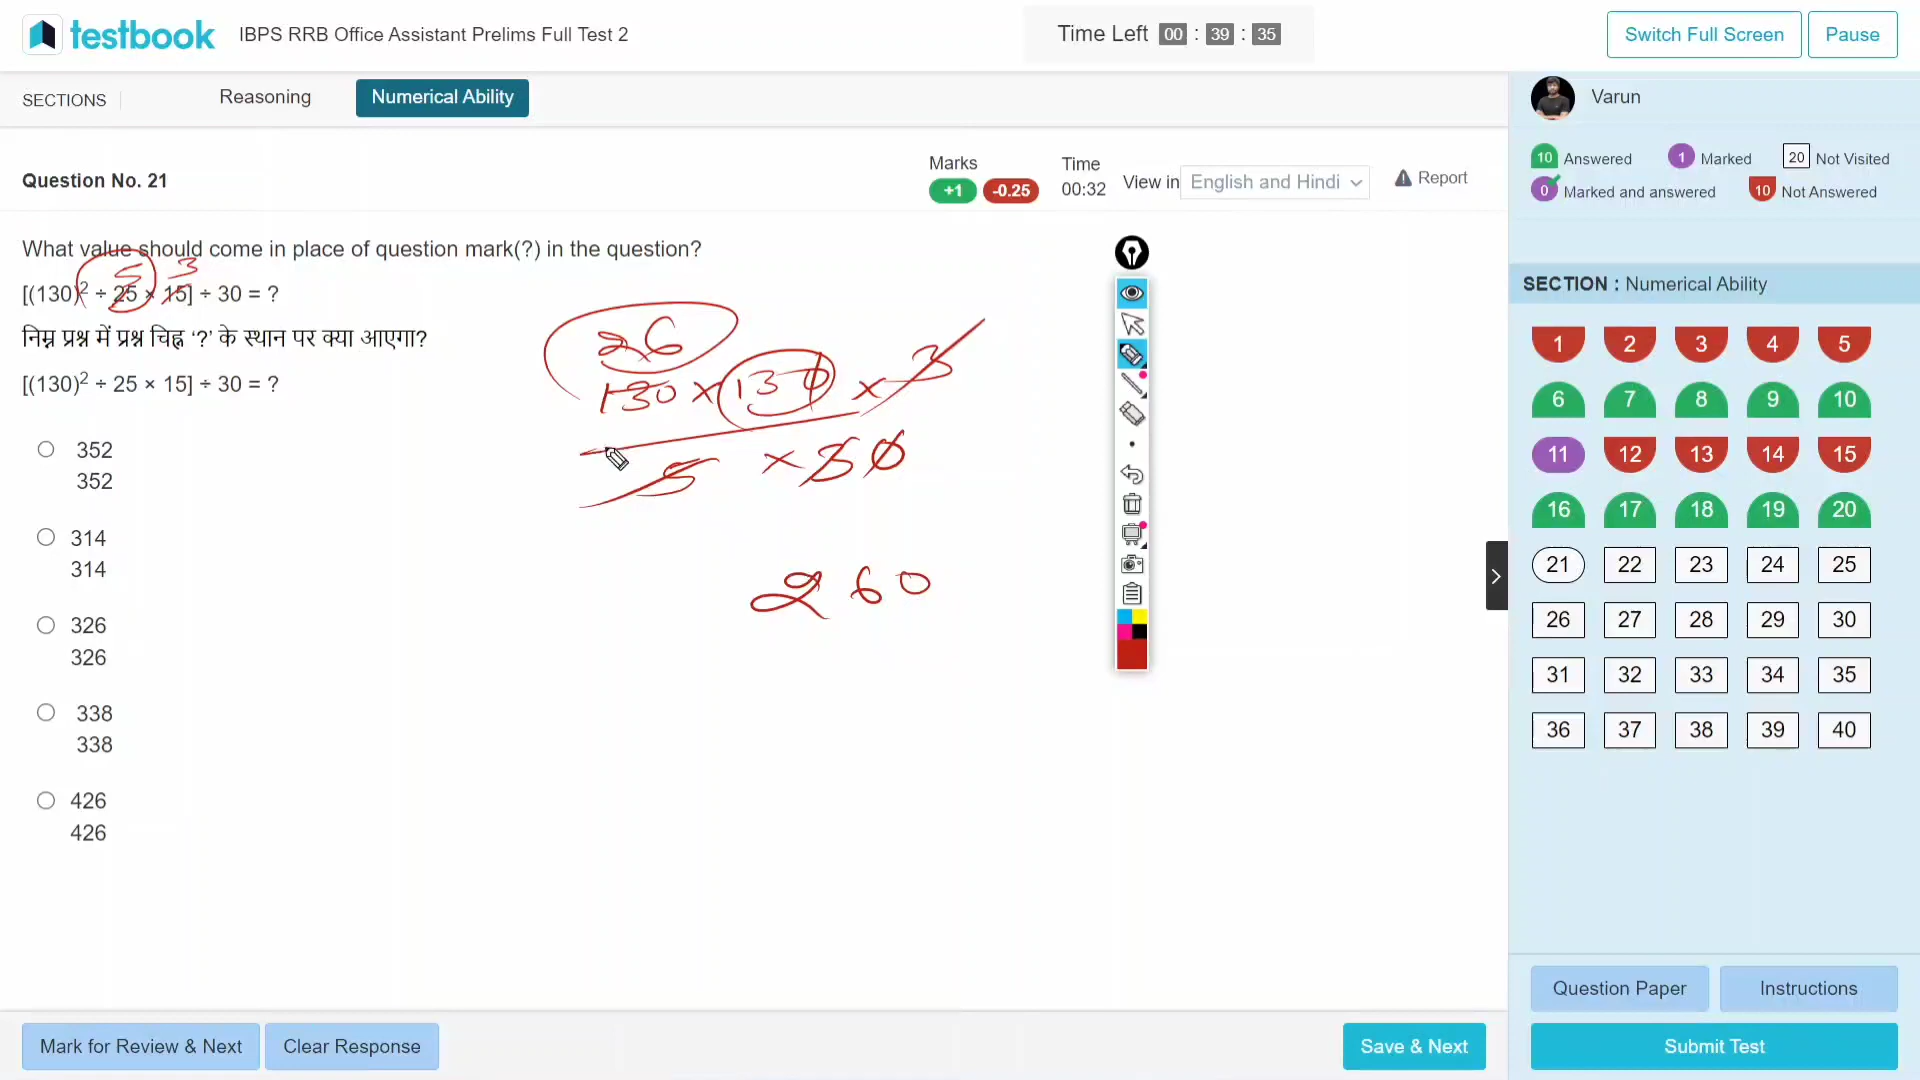 testbook IBPS RRB Office Assistant Prelims Full Test 2 Time Left 00 : 39 : 35 Switch Full Screen Pause
SECTIONS Reasoning Numerical Ability
Varun
10 Answered 1 Marked 20 Not Visited
0 Marked and answered 10 Not Answered
Question No. 21 Marks +1 -0.25 Time 00:32 View in English and Hindi Report
What value should come in place of question mark(?) in the question?
5 3
[(130)² ÷ 25 × 15] ÷ 30 = ?
निम्न प्रश्न में प्रश्न चिह्न ‘?’ के स्थान पर क्या आएगा?
[(130)² ÷ 25 × 15] ÷ 30 = ?
352
352
314
314
326
326
338
338
426
426
26
130 × 130 × 3
5 × 30
260
SECTION : Numerical Ability
1 2 3 4 5
6 7 8 9 10
11 12 13 14 15
16 17 18 19 20
21 22 23 24 25
26 27 28 29 30
31 32 33 34 35
36 37 38 39 40
Question Paper Instructions
Mark for Review & Next Clear Response Save & Next Submit Test